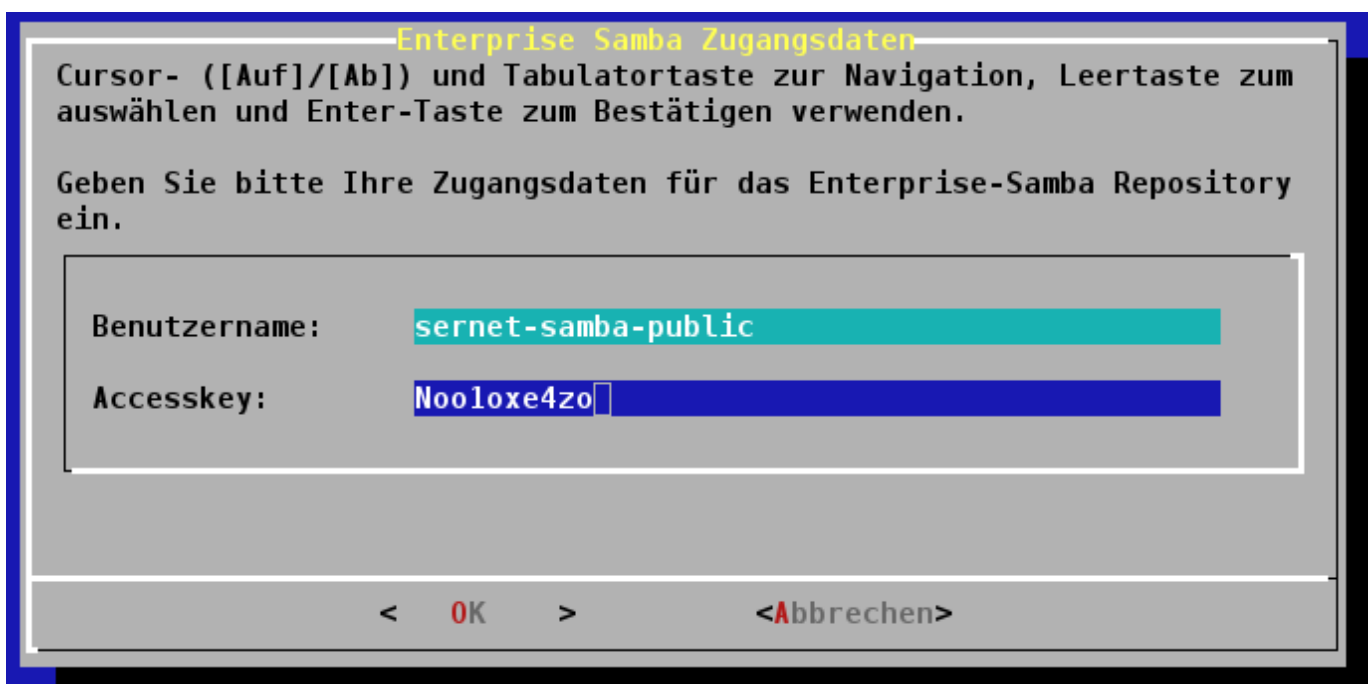 Enterprise Samba Zugangsdaten
Cursor- ([Auf]/[Ab]) und Tabulatortaste zur Navigation, Leertaste zum
auswählen und Enter-Taste zum Bestätigen verwenden.
Geben Sie bitte Ihre Zugangsdaten für das Enterprise-Samba Repository
ein.
Benutzername: sernet-samba-public
Accesskey: Nooloxe4zo
< OK > <Abbrechen>